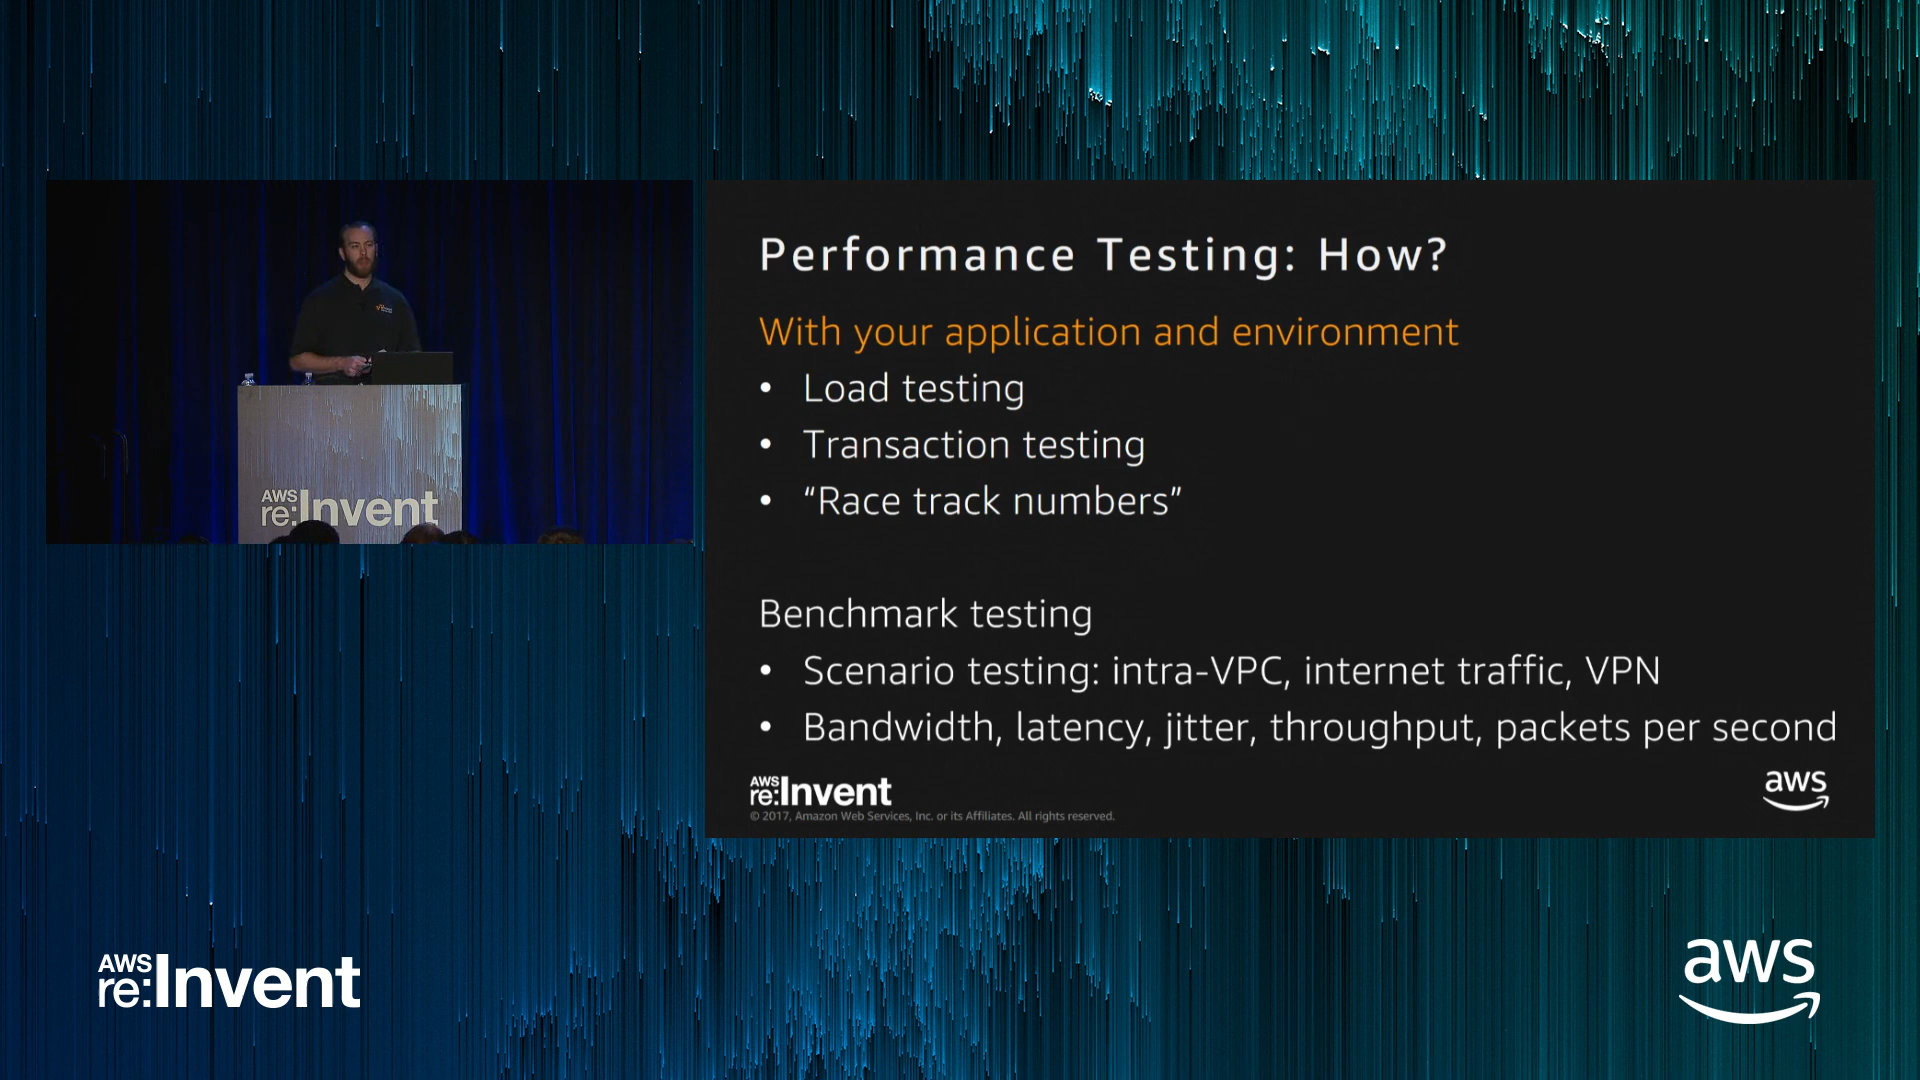 Performance Testing: How?
With your application and environment
• Load testing
• Transaction testing
• “Race track numbers”
Benchmark testing
• Scenario testing: intra-VPC, internet traffic, VPN
• Bandwidth, latency, jitter, throughput, packets per second
AWS
re:Invent
© 2017, Amazon Web Services, Inc. or its Affiliates. All rights reserved.
aws
AWS
re:Invent
AWS
re:Invent
aws